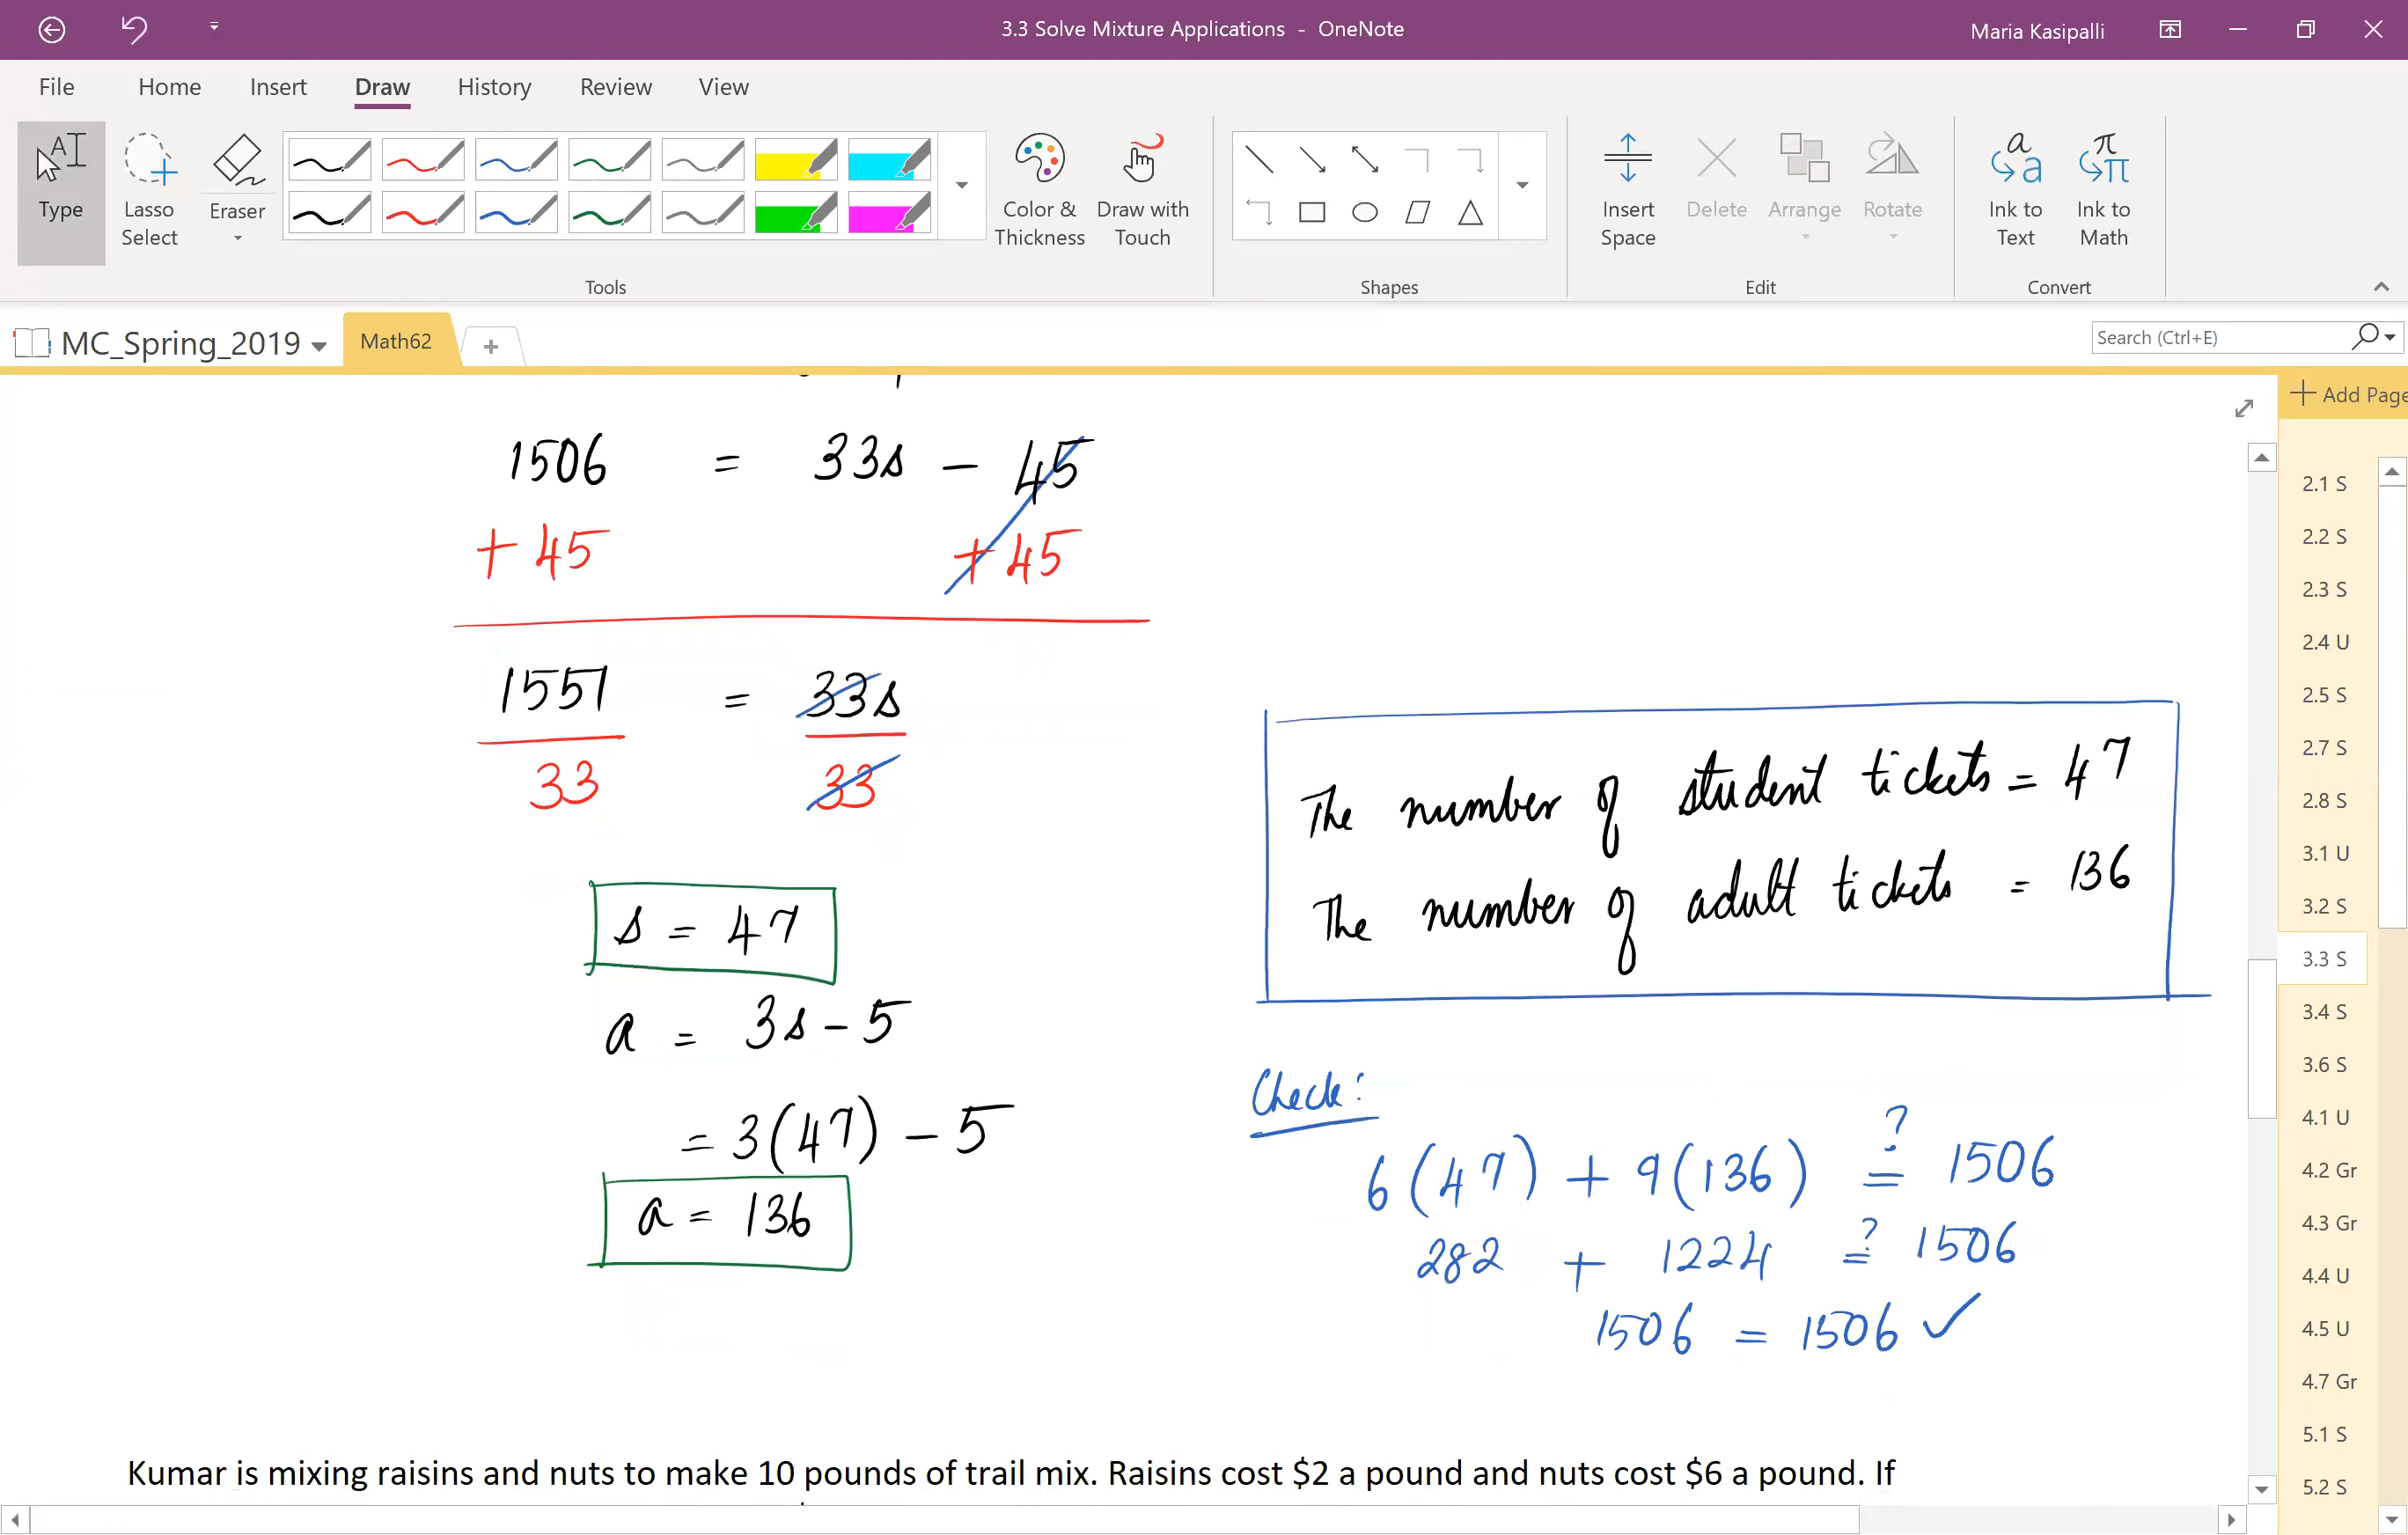 3.3 Solve Mixture Applications - OneNote
Maria Kasipalli
File Home Insert Draw History Review View
Type
Lasso Select
Eraser
Color & Thickness
Draw with Touch
Insert Space
Delete
Arrange
Rotate
Ink to Text
Ink to Math
Tools
Shapes
Edit
Convert
MC_Spring_2019
Math62
Search (Ctrl+E)
1506 = 33s - 45
+ 45 + 45
1551 = 33s
33 33
s = 47
a = 3s - 5
= 3(47) - 5
a = 136
The number of student tickets = 47
The number of adult tickets = 136
Check:
6(47) + 9(136) ≟ 1506
282 + 1224 ≟ 1506
1506 = 1506 ✓
Kumar is mixing raisins and nuts to make 10 pounds of trail mix. Raisins cost $2 a pound and nuts cost $6 a pound. If
Add Page
2.1 S
2.2 S
2.3 S
2.4 U
2.5 S
2.7 S
2.8 S
3.1 U
3.2 S
3.3 S
3.4 S
3.6 S
4.1 U
4.2 Gr
4.3 Gr
4.4 U
4.5 U
4.7 Gr
5.1 S
5.2 S